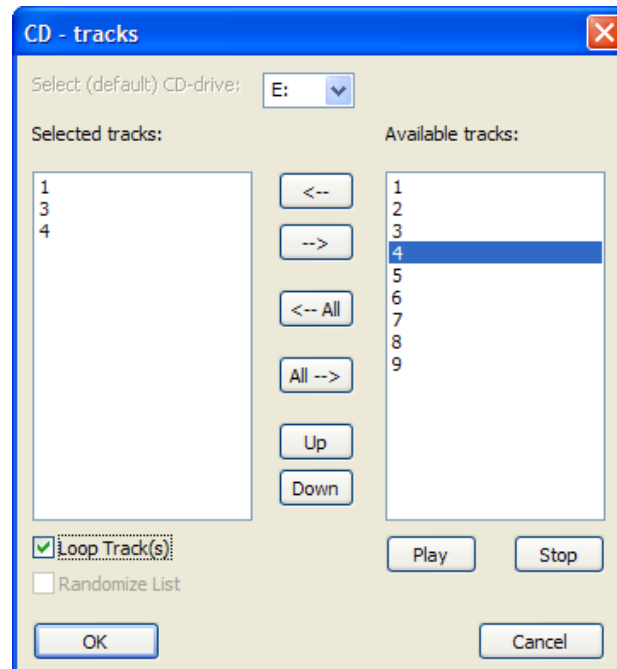 CD - tracks
Select (default) CD-drive: E:
Selected tracks:
Available tracks:
1
3
4
<--
-->
<-- All
All -->
Up
Down
1
2
3
4
5
6
7
8
9
Loop Track(s)
Randomize List
Play Stop
OK Cancel